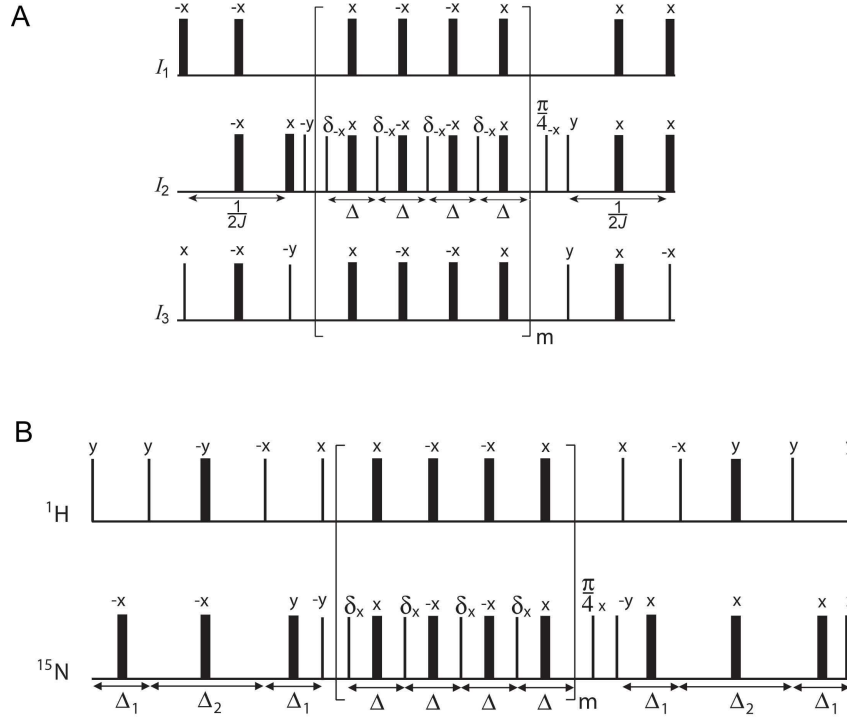 A
-x -x x -x -x x x x
I₁
-x x -y δ₋ₓ x δ₋ₓ -x δ₋ₓ -x δ₋ₓ x π/4 -x y x x
I₂
1/2J Δ Δ Δ Δ 1/2J
x -x -y x -x -x x y x -x
I₃
m
B
y y -y -x x x -x -x x x -x y y
¹H
-x -x y -y δₓ x δₓ -x δₓ -x δₓ x π/4 x -y x x x
¹⁵N
Δ₁ Δ₂ Δ₁ Δ Δ Δ Δ m Δ₁ Δ₂ Δ₁